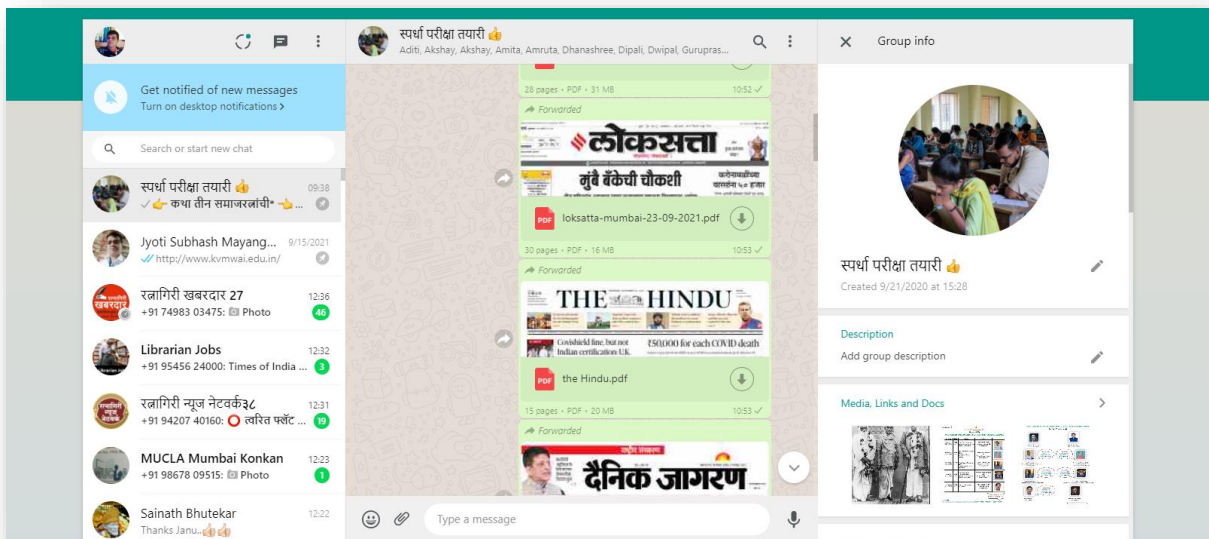 Get notified of new messages
Turn on desktop notifications >
Search or start new chat
स्पर्धा परीक्षा तयारी 👍
09:38
✓👉 कथा तीन समाजरत्नांची* 👈 ...
Jyoti Subhash Mayang...
9/15/2021
http://www.kvmwai.edu.in/
रत्नागिरी खबरदार 27
12:36
+91 74983 03475: Photo
46
Librarian Jobs
12:32
+91 95456 24000: Times of India ...
3
रत्नागिरी न्यूज नेटवर्क३८
12:31
+91 94207 40160: ⭕ त्वरित फ्लॅट ...
19
MUCLA Mumbai Konkan
12:23
+91 98678 09515: Photo
1
Sainath Bhutekar
12:22
Thanks Janu..👍👍
स्पर्धा परीक्षा तयारी 👍
Aditi, Akshay, Akshay, Amita, Amruta, Dhanashree, Dipali, Dwipal, Gurupras...
28 pages • PDF • 31 MB
10:52 ✓
Forwarded
लोकसत्ता
मुंबै बँकेची चौकशी
करोनाबळींच्या
वारसांना ५० हजार
PDF
loksatta-mumbai-23-09-2021.pdf
30 pages • PDF • 16 MB
10:53 ✓
Forwarded
THE HINDU
Covishield fine, but not
Indian certification: U.K.
₹50,000 for each COVID death
PDF
the Hindu.pdf
15 pages • PDF • 20 MB
10:53 ✓
Forwarded
राष्ट्रीय संस्करण
दैनिक जागरण
Type a message
Group info
स्पर्धा परीक्षा तयारी 👍
Created 9/21/2020 at 15:28
Description
Add group description
Media, Links and Docs